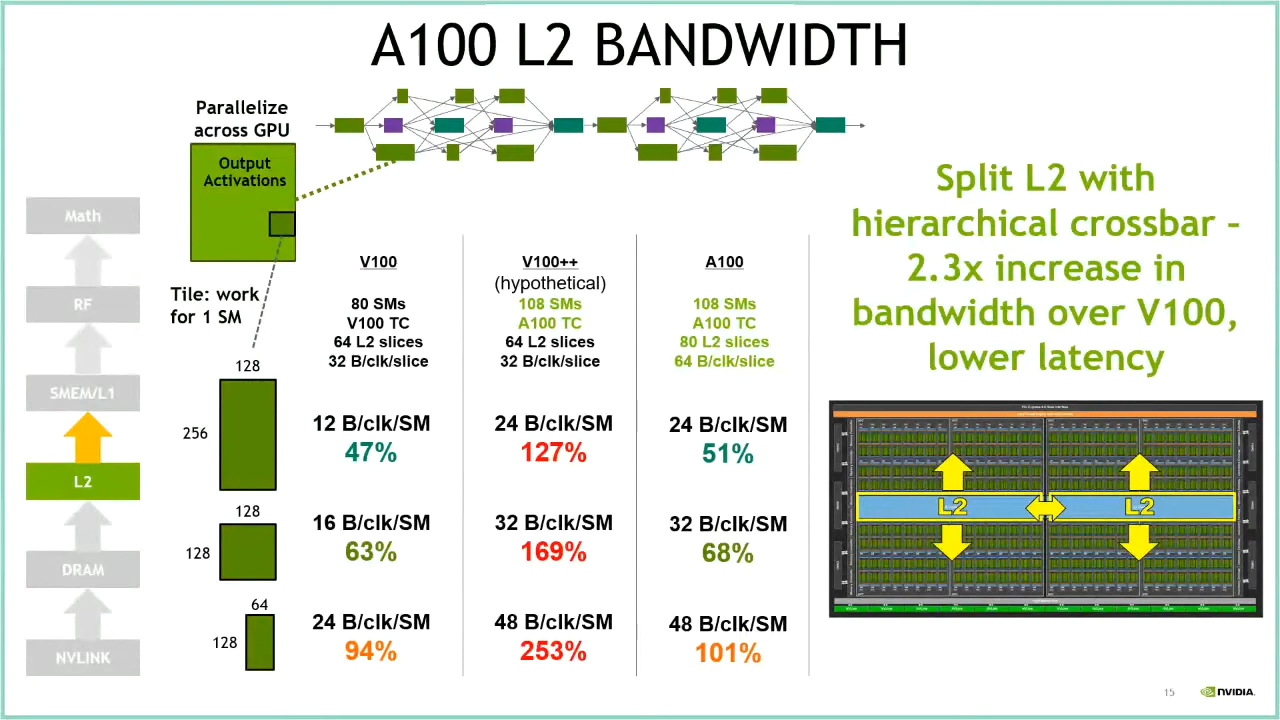 A100 L2 BANDWIDTH
Parallelize
across GPU
Output
Activations
Tile: work
for 1 SM
Math
RF
SMEM/L1
L2
DRAM
NVLINK
128
256
128
128
64
128
V100
80 SMs
V100 TC
64 L2 slices
32 B/clk/slice
12 B/clk/SM
47%
16 B/clk/SM
63%
24 B/clk/SM
94%
V100++
(hypothetical)
108 SMs
A100 TC
64 L2 slices
32 B/clk/slice
24 B/clk/SM
127%
32 B/clk/SM
169%
48 B/clk/SM
253%
A100
108 SMs
A100 TC
80 L2 slices
64 B/clk/slice
24 B/clk/SM
51%
32 B/clk/SM
68%
48 B/clk/SM
101%
Split L2 with
hierarchical crossbar –
2.3x increase in
bandwidth over V100,
lower latency
L2
L2
15
NVIDIA.